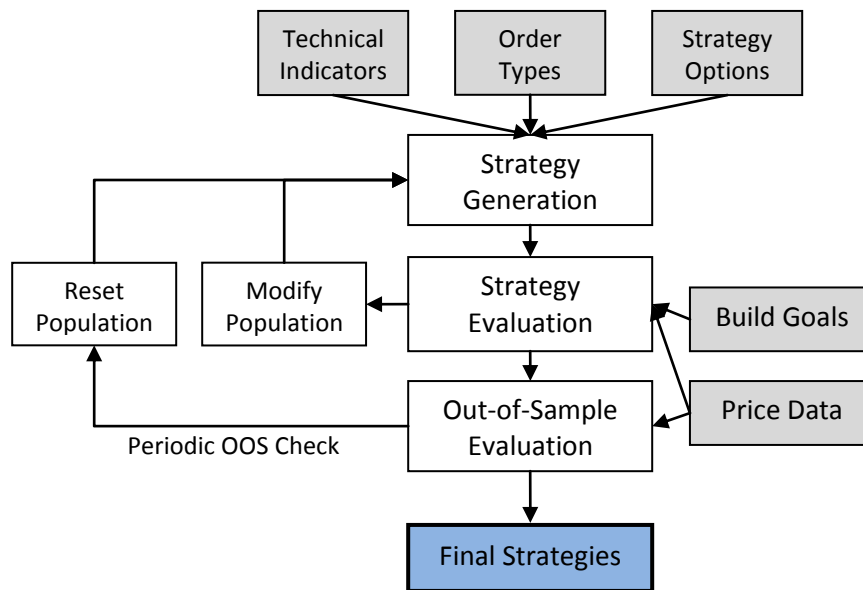 Technical
Indicators
Order
Types
Strategy
Options
Strategy
Generation
Reset
Population
Modify
Population
Strategy
Evaluation
Build Goals
Out-of-Sample
Evaluation
Price Data
Periodic OOS Check
Final Strategies